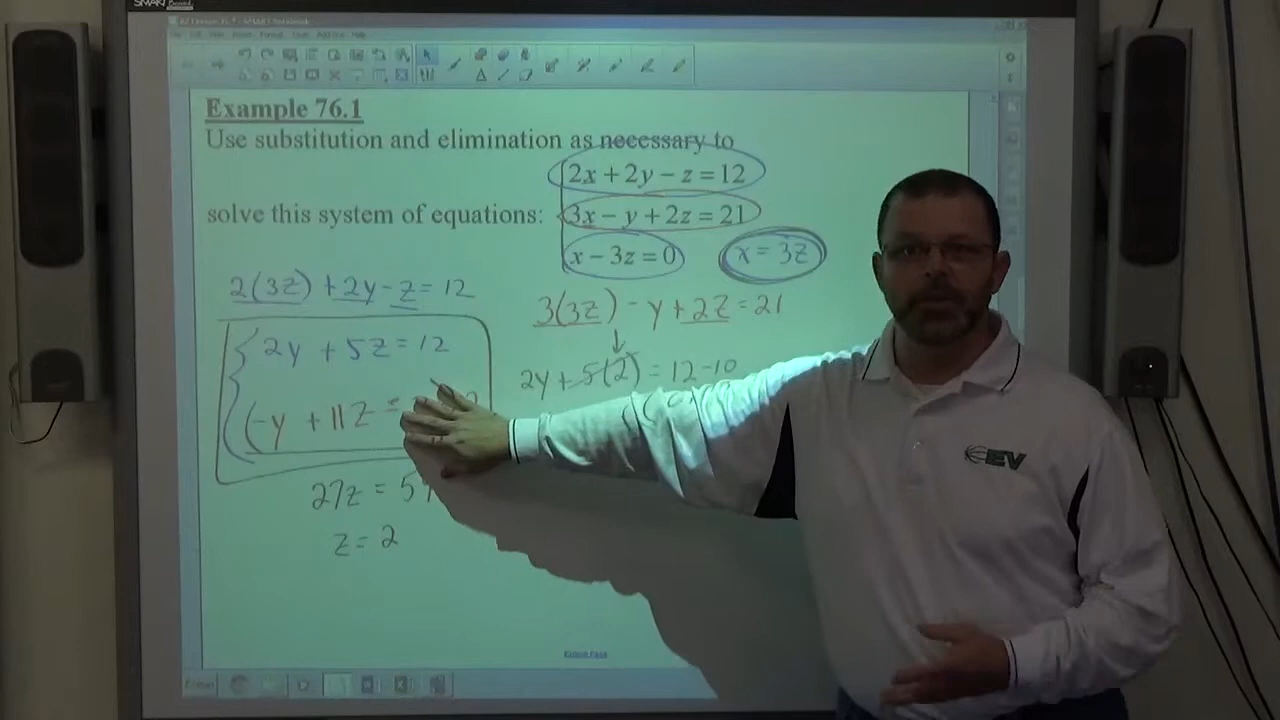 SMART
Example 76.1
Use substitution and elimination as necessary to
solve this system of equations:
2x + 2y − z = 12
3x − y + 2z = 21
x − 3z = 0
x = 3z
2(3z) + 2y - z = 12
3(3z) - y + 2z = 21
2y + 5z = 12
2y + 5(2) = 12 -10
(-y + 11z =
27z = 5
z = 2
EV